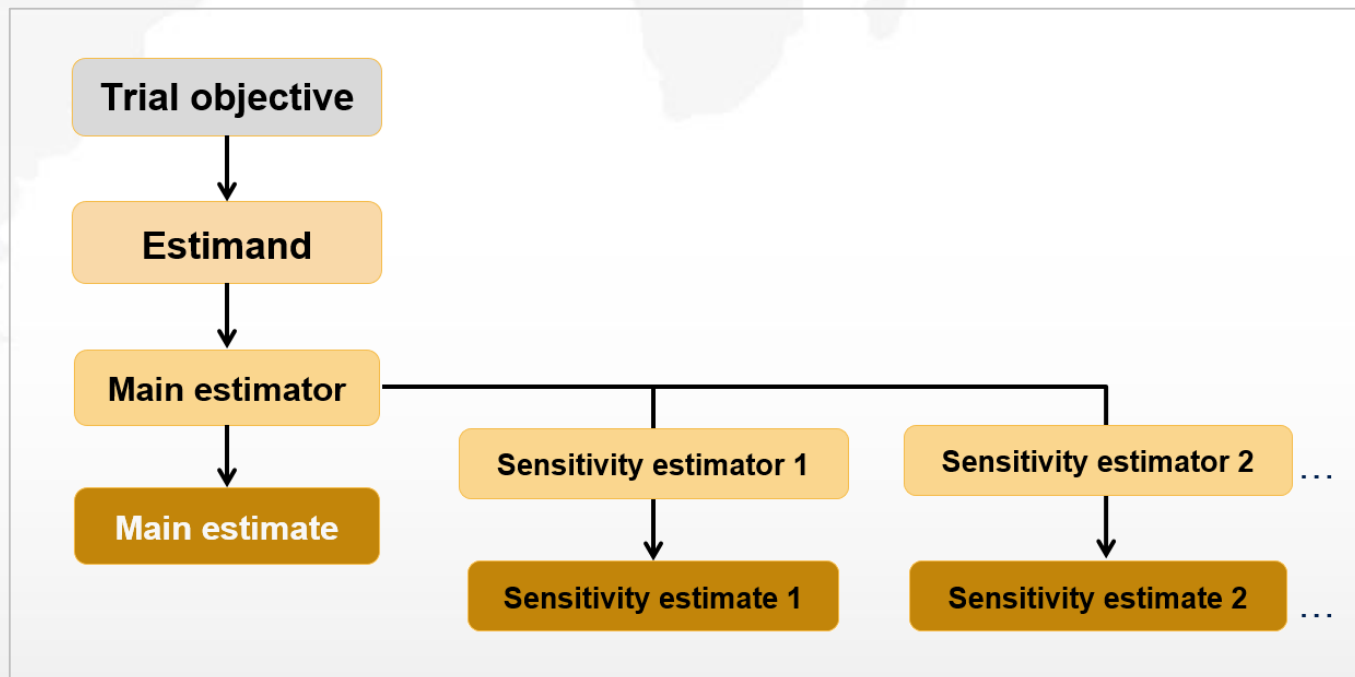 Trial objective
Estimand
Main estimator
Sensitivity estimator 1
Sensitivity estimator 2 ...
Main estimate
Sensitivity estimate 1
Sensitivity estimate 2 ...